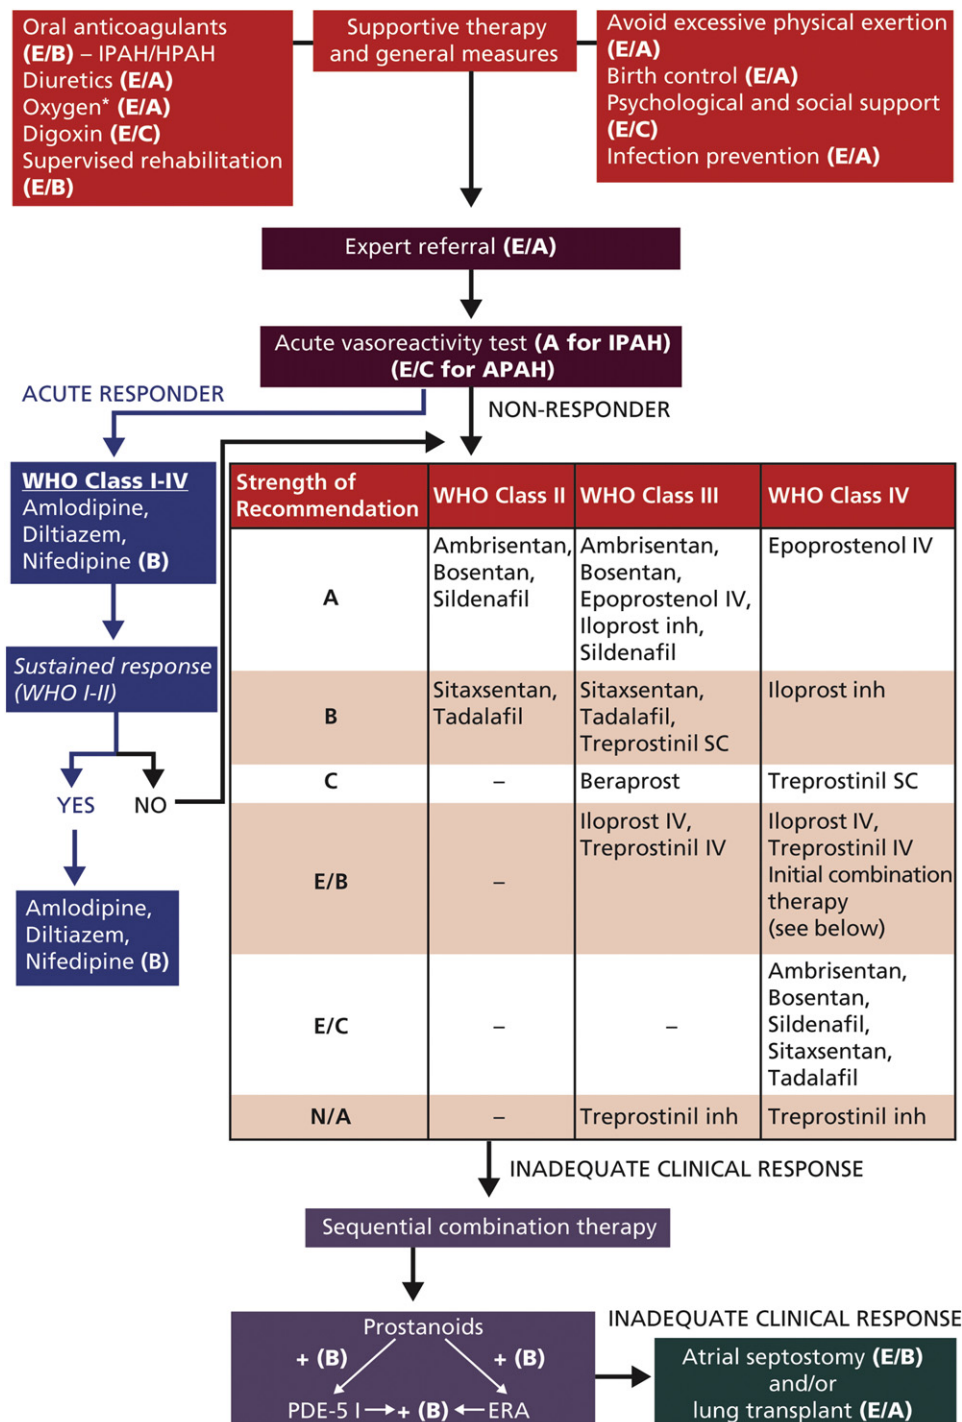 Oral anticoagulants
(E/B) – IPAH/HPAH
Diuretics (E/A)
Oxygen* (E/A)
Digoxin (E/C)
Supervised rehabilitation
(E/B)
Supportive therapy
and general measures
Avoid excessive physical exertion
(E/A)
Birth control (E/A)
Psychological and social support
(E/C)
Infection prevention (E/A)
Expert referral (E/A)
Acute vasoreactivity test (A for IPAH)
(E/C for APAH)
ACUTE RESPONDER
NON-RESPONDER
WHO Class I-IV
Amlodipine,
Diltiazem,
Nifedipine (B)
Sustained response
(WHO I-II)
YES
NO
Amlodipine,
Diltiazem,
Nifedipine (B)
Strength of
Recommendation
WHO Class II
WHO Class III
WHO Class IV
A
Ambrisentan,
Bosentan,
Sildenafil
Ambrisentan,
Bosentan,
Epoprostenol IV,
Iloprost inh,
Sildenafil
Epoprostenol IV
B
Sitaxsentan,
Tadalafil
Sitaxsentan,
Tadalafil,
Treprostinil SC
Iloprost inh
C
–
Beraprost
Treprostinil SC
E/B
–
Iloprost IV,
Treprostinil IV
Iloprost IV,
Treprostinil IV
Initial combination
therapy
(see below)
E/C
–
–
Ambrisentan,
Bosentan,
Sildenafil,
Sitaxsentan,
Tadalafil
N/A
–
Treprostinil inh
Treprostinil inh
INADEQUATE CLINICAL RESPONSE
Sequential combination therapy
Prostanoids
+ (B)
+ (B)
PDE-5 I
+ (B)
ERA
INADEQUATE CLINICAL RESPONSE
Atrial septostomy (E/B)
and/or
lung transplant (E/A)